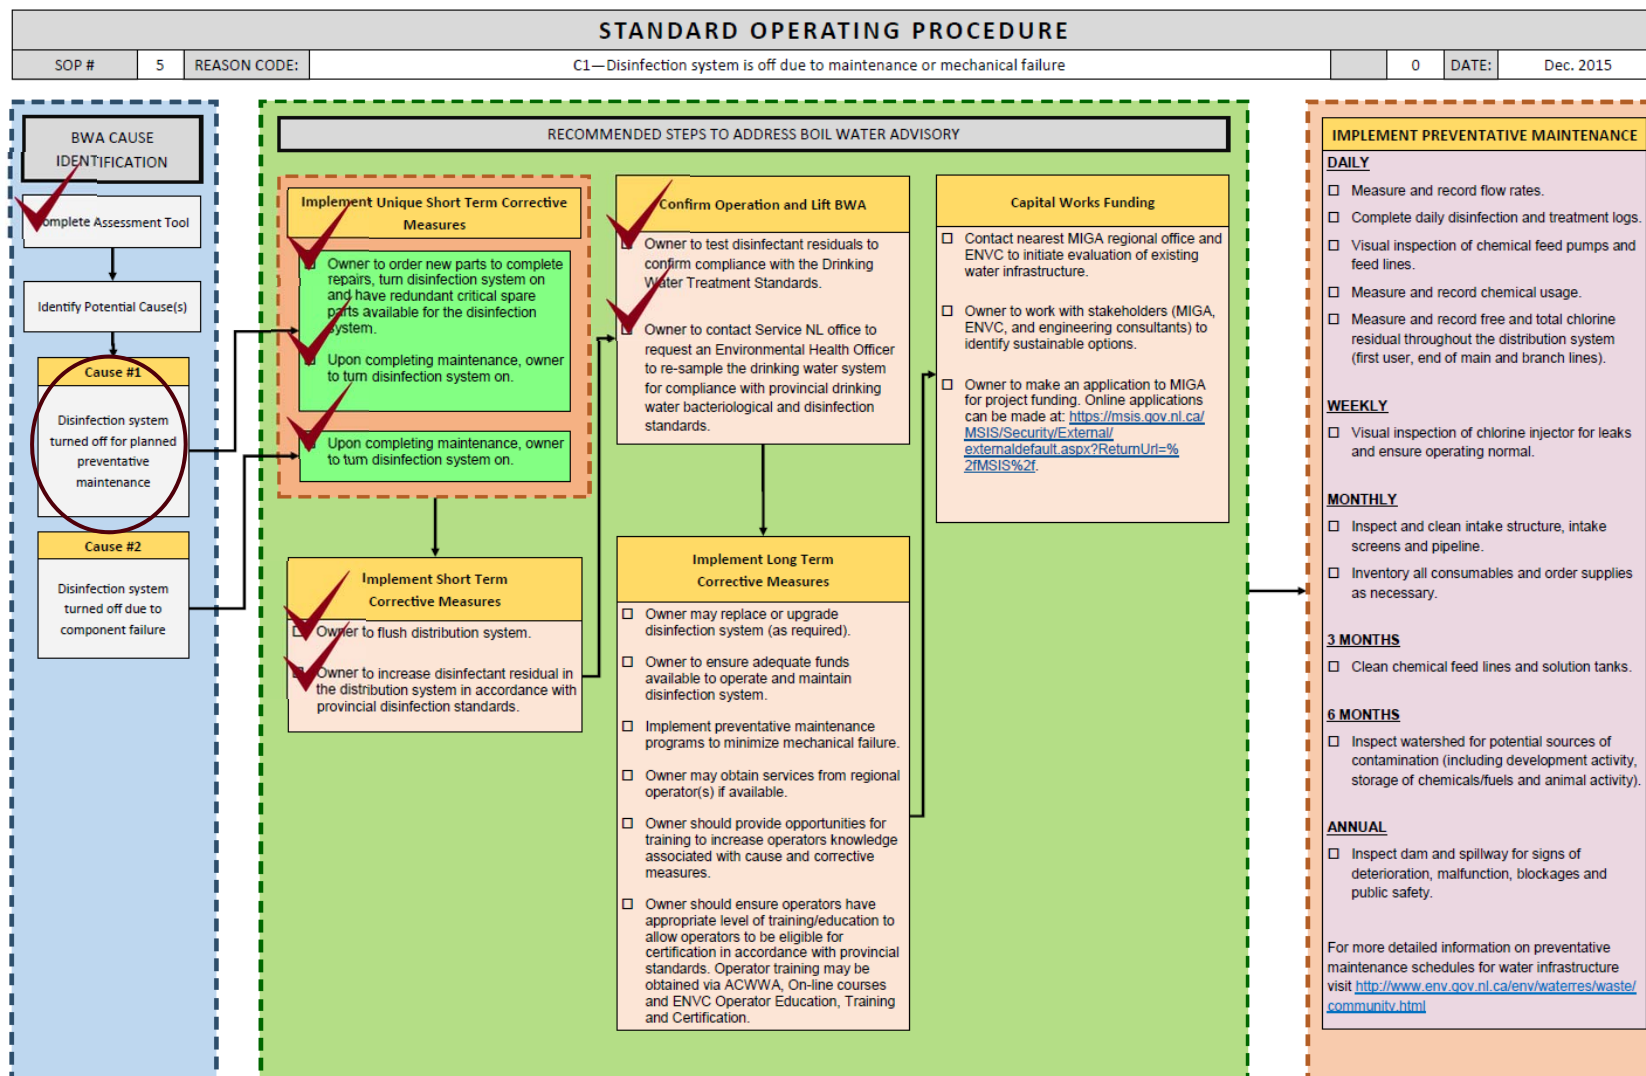 STANDARD OPERATING PROCEDURE
SOP # 5 REASON CODE: C1—Disinfection system is off due to maintenance or mechanical failure 0 DATE: Dec. 2015
BWA CAUSE
IDENTIFICATION
Complete Assessment Tool
Identify Potential Cause(s)
Cause #1
Disinfection system
turned off for planned
preventative
maintenance
Cause #2
Disinfection system
turned off due to
component failure
RECOMMENDED STEPS TO ADDRESS BOIL WATER ADVISORY
Implement Unique Short Term Corrective
Measures
Owner to order new parts to complete
repairs, turn disinfection system on
and have redundant critical spare
parts available for the disinfection
system.
Upon completing maintenance, owner
to turn disinfection system on.
Upon completing maintenance, owner
to turn disinfection system on.
Implement Short Term
Corrective Measures
Owner to flush distribution system.
Owner to increase disinfectant residual in
the distribution system in accordance with
provincial disinfection standards.
Confirm Operation and Lift BWA
Owner to test disinfectant residuals to
confirm compliance with the Drinking
Water Treatment Standards.
Owner to contact Service NL office to
request an Environmental Health Officer
to re-sample the drinking water system
for compliance with provincial drinking
water bacteriological and disinfection
standards.
Implement Long Term
Corrective Measures
Owner may replace or upgrade
disinfection system (as required).
Owner to ensure adequate funds
available to operate and maintain
disinfection system.
Implement preventative maintenance
programs to minimize mechanical failure.
Owner may obtain services from regional
operator(s) if available.
Owner should provide opportunities for
training to increase operators knowledge
associated with cause and corrective
measures.
Owner should ensure operators have
appropriate level of training/education to
allow operators to be eligible for
certification in accordance with provincial
standards. Operator training may be
obtained via ACWWA, On-line courses
and ENVC Operator Education, Training
and Certification.
Capital Works Funding
Contact nearest MIGA regional office and
ENVC to initiate evaluation of existing
water infrastructure.
Owner to work with stakeholders (MIGA,
ENVC, and engineering consultants) to
identify sustainable options.
Owner to make an application to MIGA
for project funding. Online applications
can be made at: https://msis.gov.nl.ca/
MSIS/Security/External/
externaldefault.aspx?ReturnUrl=%
2fMSIS%2f.
IMPLEMENT PREVENTATIVE MAINTENANCE
DAILY
Measure and record flow rates.
Complete daily disinfection and treatment logs.
Visual inspection of chemical feed pumps and
feed lines.
Measure and record chemical usage.
Measure and record free and total chlorine
residual throughout the distribution system
(first user, end of main and branch lines).
WEEKLY
Visual inspection of chlorine injector for leaks
and ensure operating normal.
MONTHLY
Inspect and clean intake structure, intake
screens and pipeline.
Inventory all consumables and order supplies
as necessary.
3 MONTHS
Clean chemical feed lines and solution tanks.
6 MONTHS
Inspect watershed for potential sources of
contamination (including development activity,
storage of chemicals/fuels and animal activity).
ANNUAL
Inspect dam and spillway for signs of
deterioration, malfunction, blockages and
public safety.
For more detailed information on preventative
maintenance schedules for water infrastructure
visit http://www.env.gov.nl.ca/env/waterres/waste/
community.html